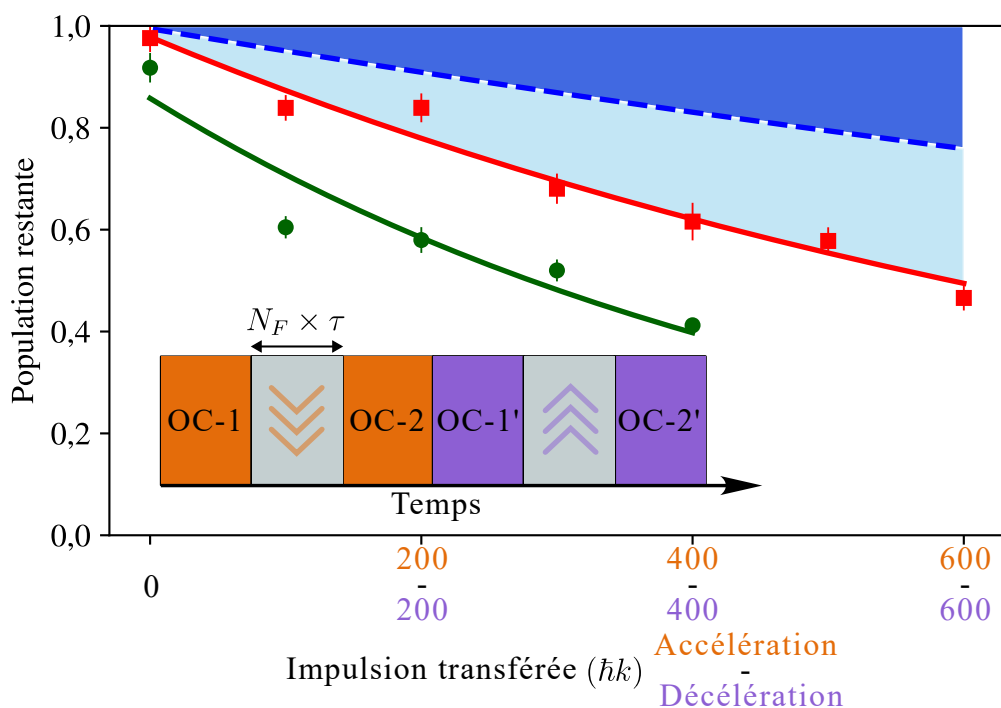 1,0
0,8
0,6
0,4
0,2
0,0
Population restante
N_F × τ
OC-1
OC-2
OC-1'
OC-2'
Temps
0
200
-
200
400
-
400
600
-
600
Impulsion transférée (ħk)
Accélération
-
Décélération